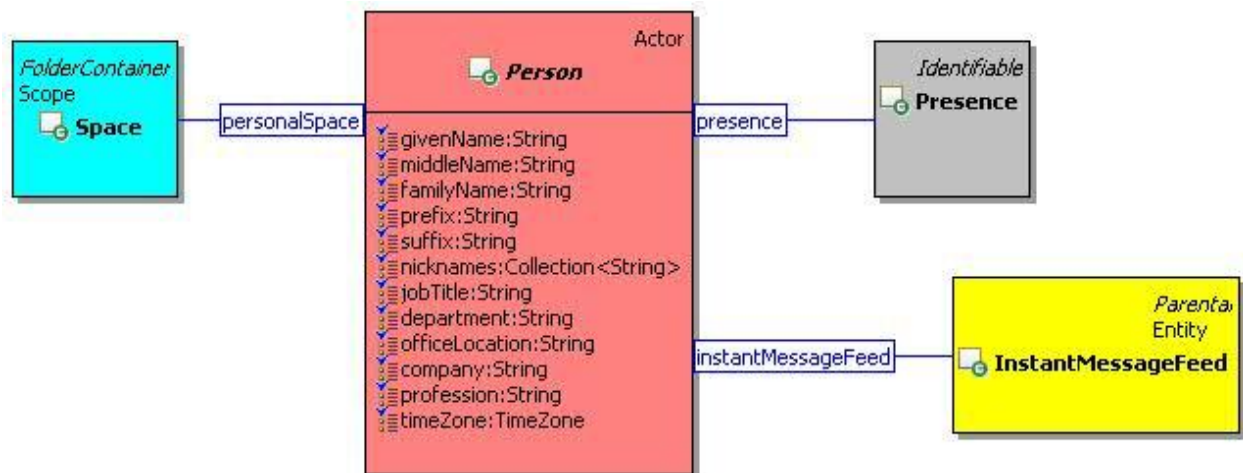 FolderContainer
Scope
Space
personalSpace
Actor
Person
givenName:String
middleName:String
familyName:String
prefix:String
suffix:String
nicknames:Collection<String>
jobTitle:String
department:String
officeLocation:String
company:String
profession:String
timeZone:TimeZone
presence
Identifiable
Presence
instantMessageFeed
Parenta
Entity
InstantMessageFeed